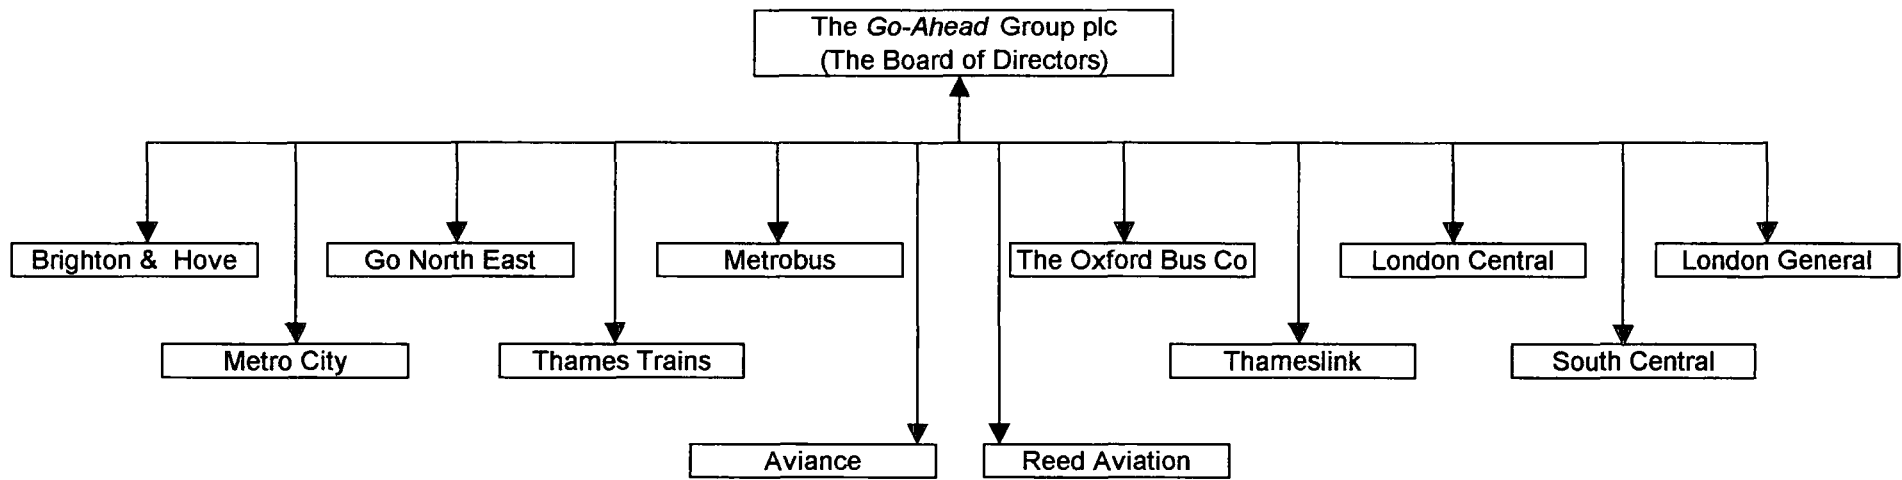 The Go-Ahead Group plc
(The Board of Directors)
Brighton & Hove
Go North East
Metrobus
The Oxford Bus Co
London Central
London General
Metro City
Thames Trains
Thameslink
South Central
Aviance
Reed Aviation